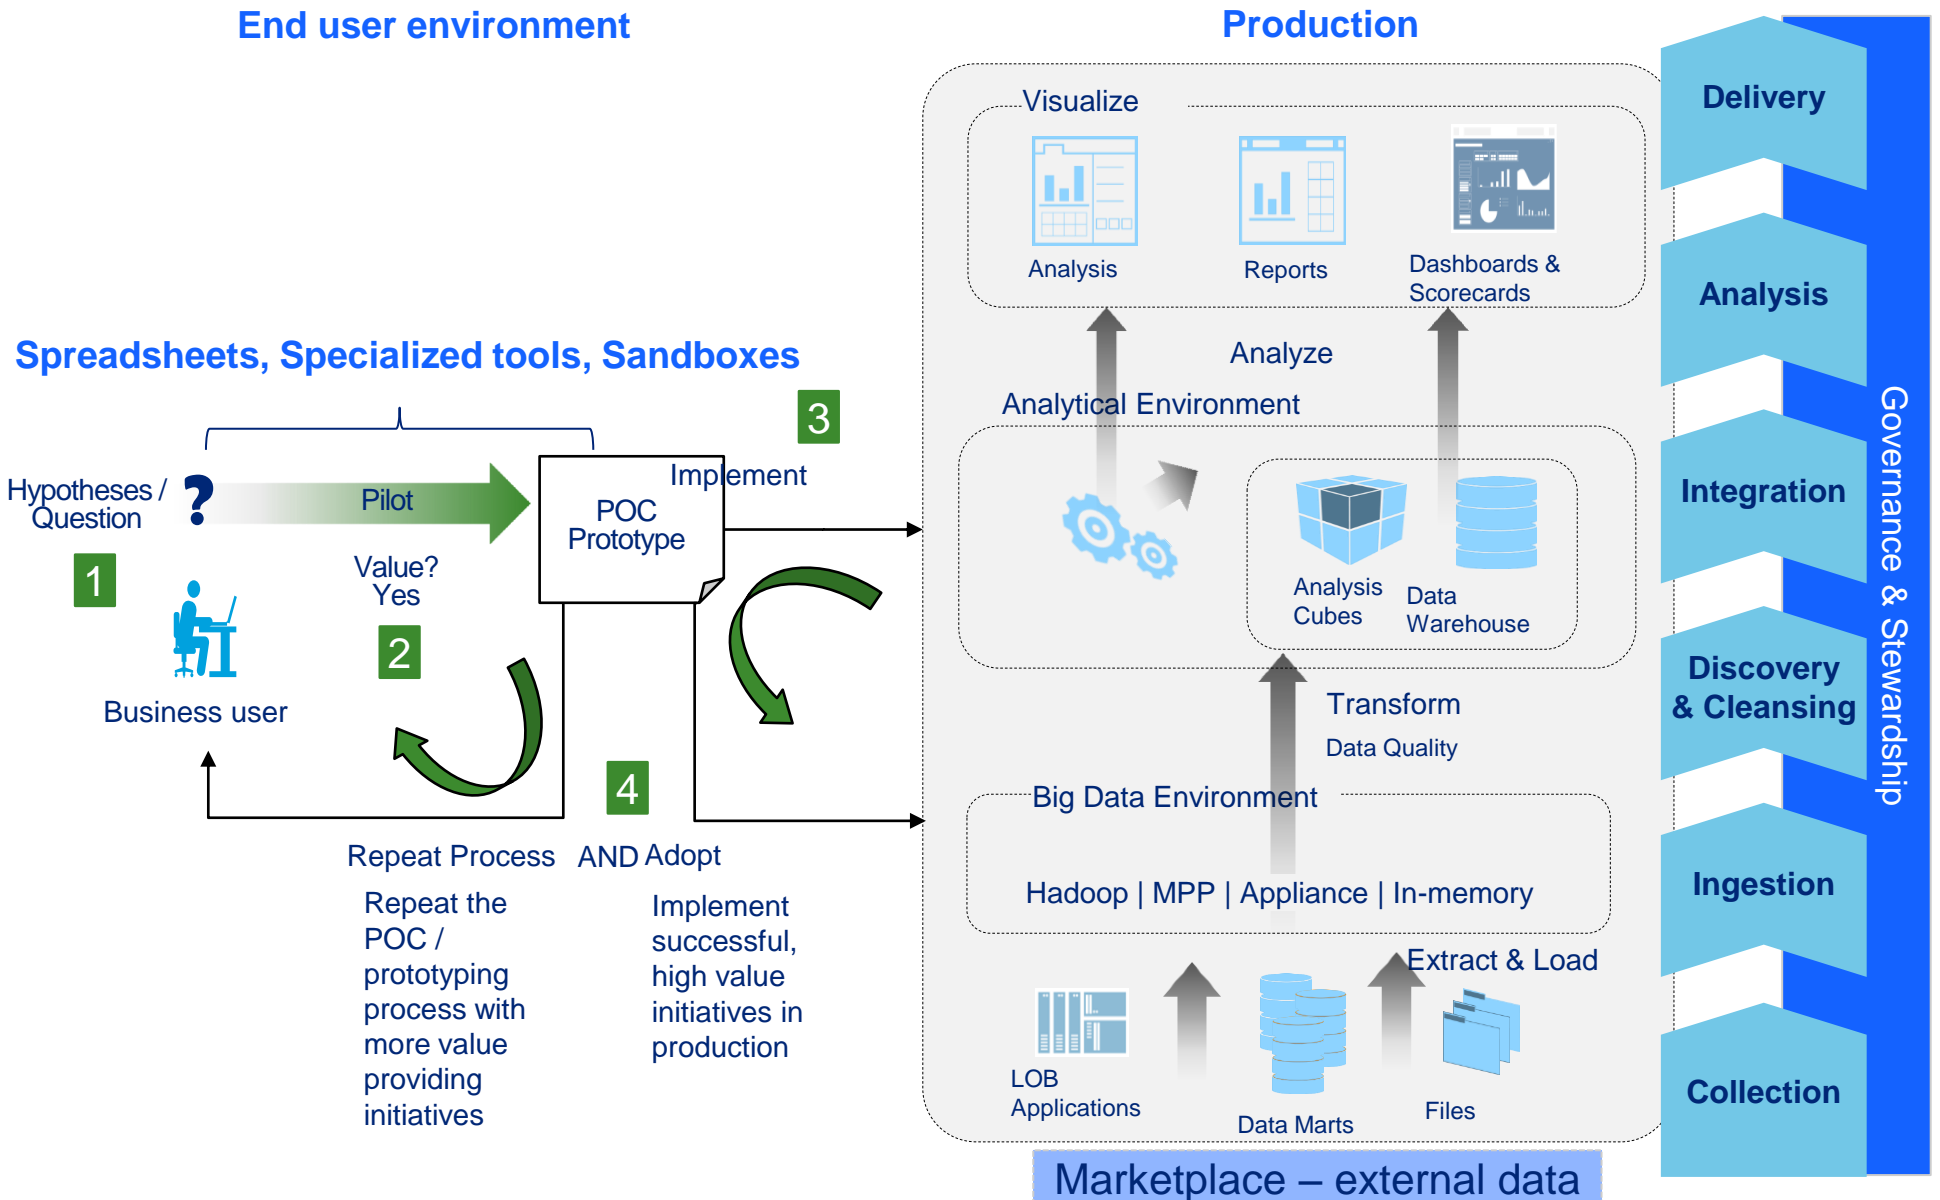 End user environment
Spreadsheets, Specialized tools, Sandboxes
Hypotheses /
Question
?
Pilot
POC
Prototype
Implement
3
1
Value?
Yes
2
Business user
4
Repeat Process
AND
Adopt
Repeat the
POC /
prototyping
process with
more value
providing
initiatives
Implement
successful,
high value
initiatives in
production
Production
Visualize
Analysis
Reports
Dashboards &
Scorecards
Analyze
Analytical Environment
Analysis
Cubes
Data
Warehouse
Transform
Data Quality
Big Data Environment
Hadoop | MPP | Appliance | In-memory
Extract & Load
LOB
Applications
Data Marts
Files
Marketplace – external data
Delivery
Analysis
Integration
Discovery
& Cleansing
Ingestion
Collection
Governance & Stewardship